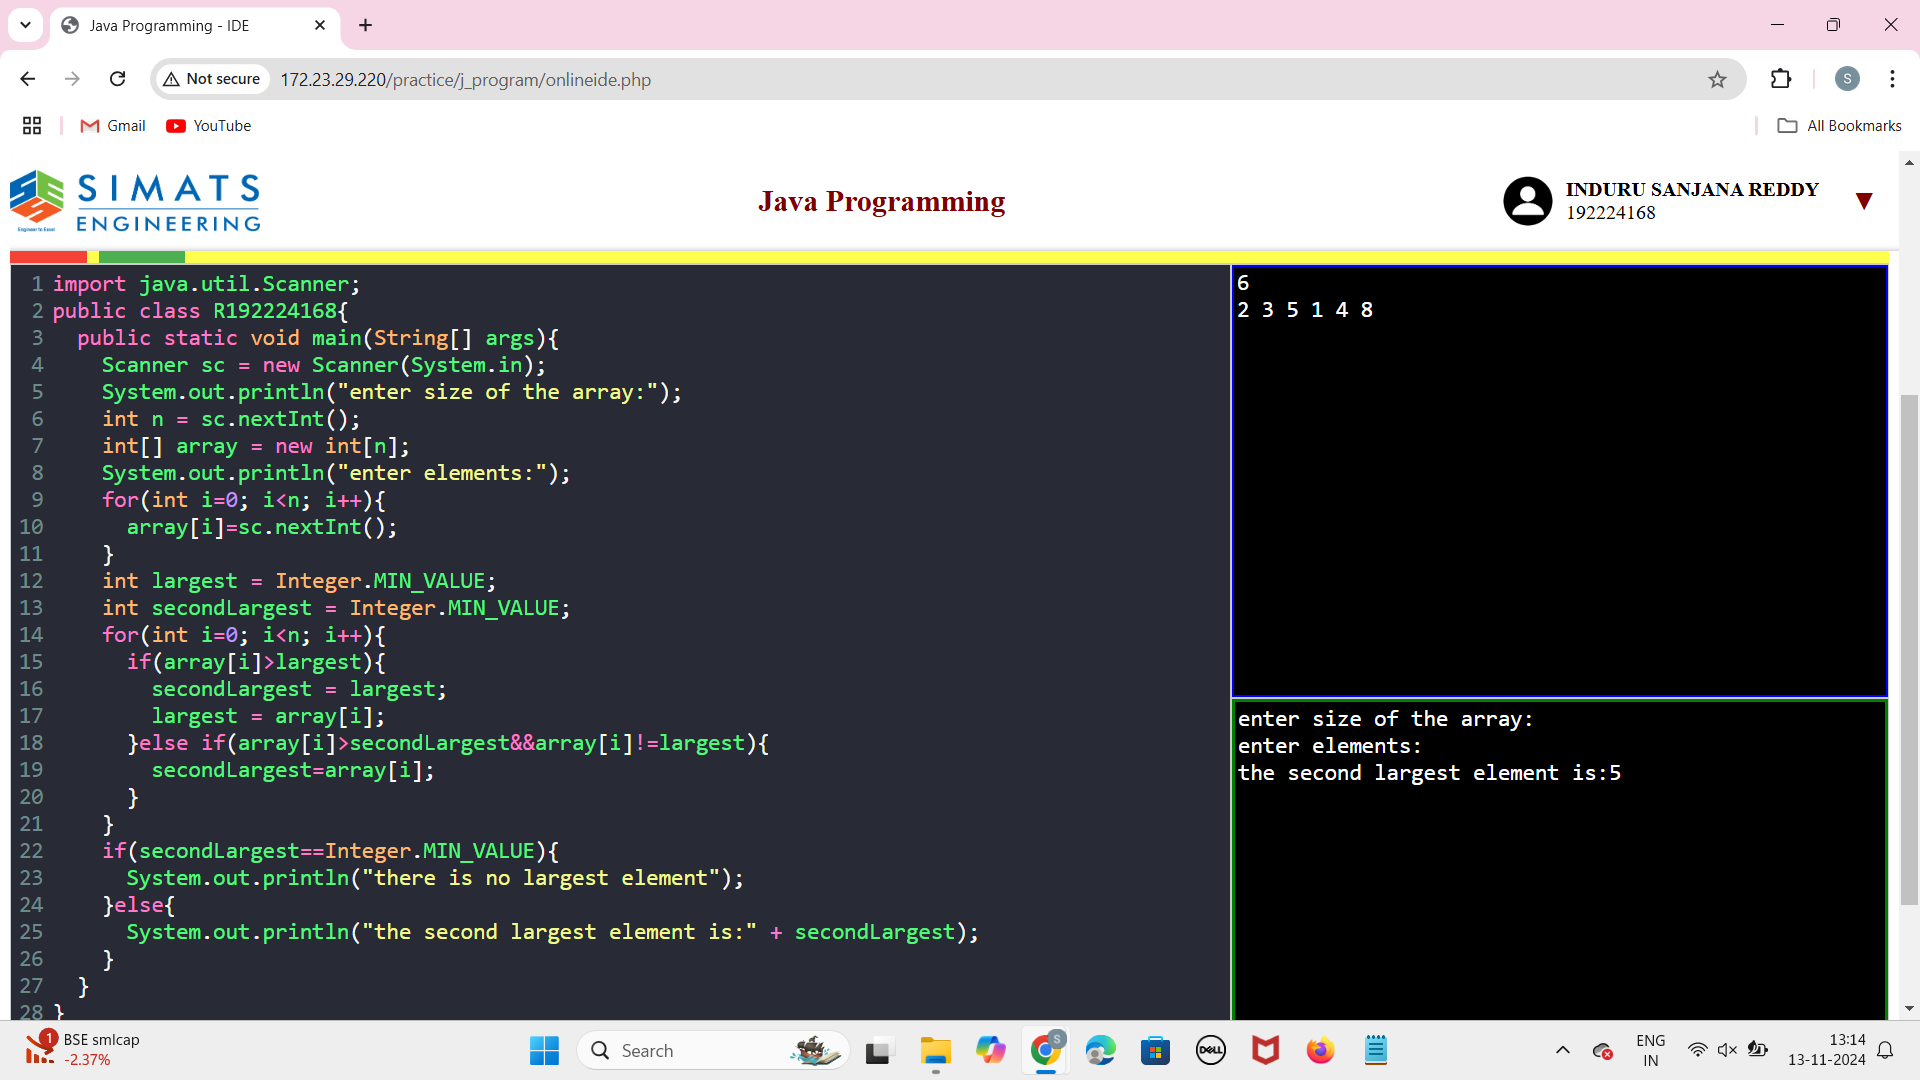 Java Programming - IDE
Not secure
172.23.29.220/practice/j_program/onlineide.php
S
Gmail
YouTube
All Bookmarks
SIMATS
ENGINEERING
Engineer to Excel
Java Programming
INDURU SANJANA REDDY
192224168
1 import java.util.Scanner;
2 public class R192224168{
3   public static void main(String[] args){
4     Scanner sc = new Scanner(System.in);
5     System.out.println("enter size of the array:");
6     int n = sc.nextInt();
7     int[] array = new int[n];
8     System.out.println("enter elements:");
9     for(int i=0; i<n; i++){
10       array[i]=sc.nextInt();
11     }
12     int largest = Integer.MIN_VALUE;
13     int secondLargest = Integer.MIN_VALUE;
14     for(int i=0; i<n; i++){
15       if(array[i]>largest){
16         secondLargest = largest;
17         largest = array[i];
18       }else if(array[i]>secondLargest&&array[i]!=largest){
19         secondLargest=array[i];
20       }
21     }
22     if(secondLargest==Integer.MIN_VALUE){
23       System.out.println("there is no largest element");
24     }else{
25       System.out.println("the second largest element is:" + secondLargest);
26     }
27   }
28 }
6
2 3 5 1 4 8
enter size of the array:
enter elements:
the second largest element is:5
1
BSE smlcap
-2.37%
Search
S
DELL
ENG
IN
13:14
13-11-2024